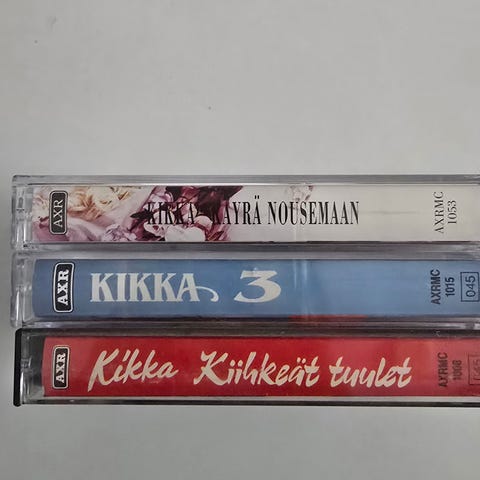 AXR KIKKA - KÄYRÄ NOUSEMAAN AXRMC 1053
AXR KIKKA 3 AXRMC 1015 045
AXR Kikka Kiihkeät tuulet AXRMC 1008